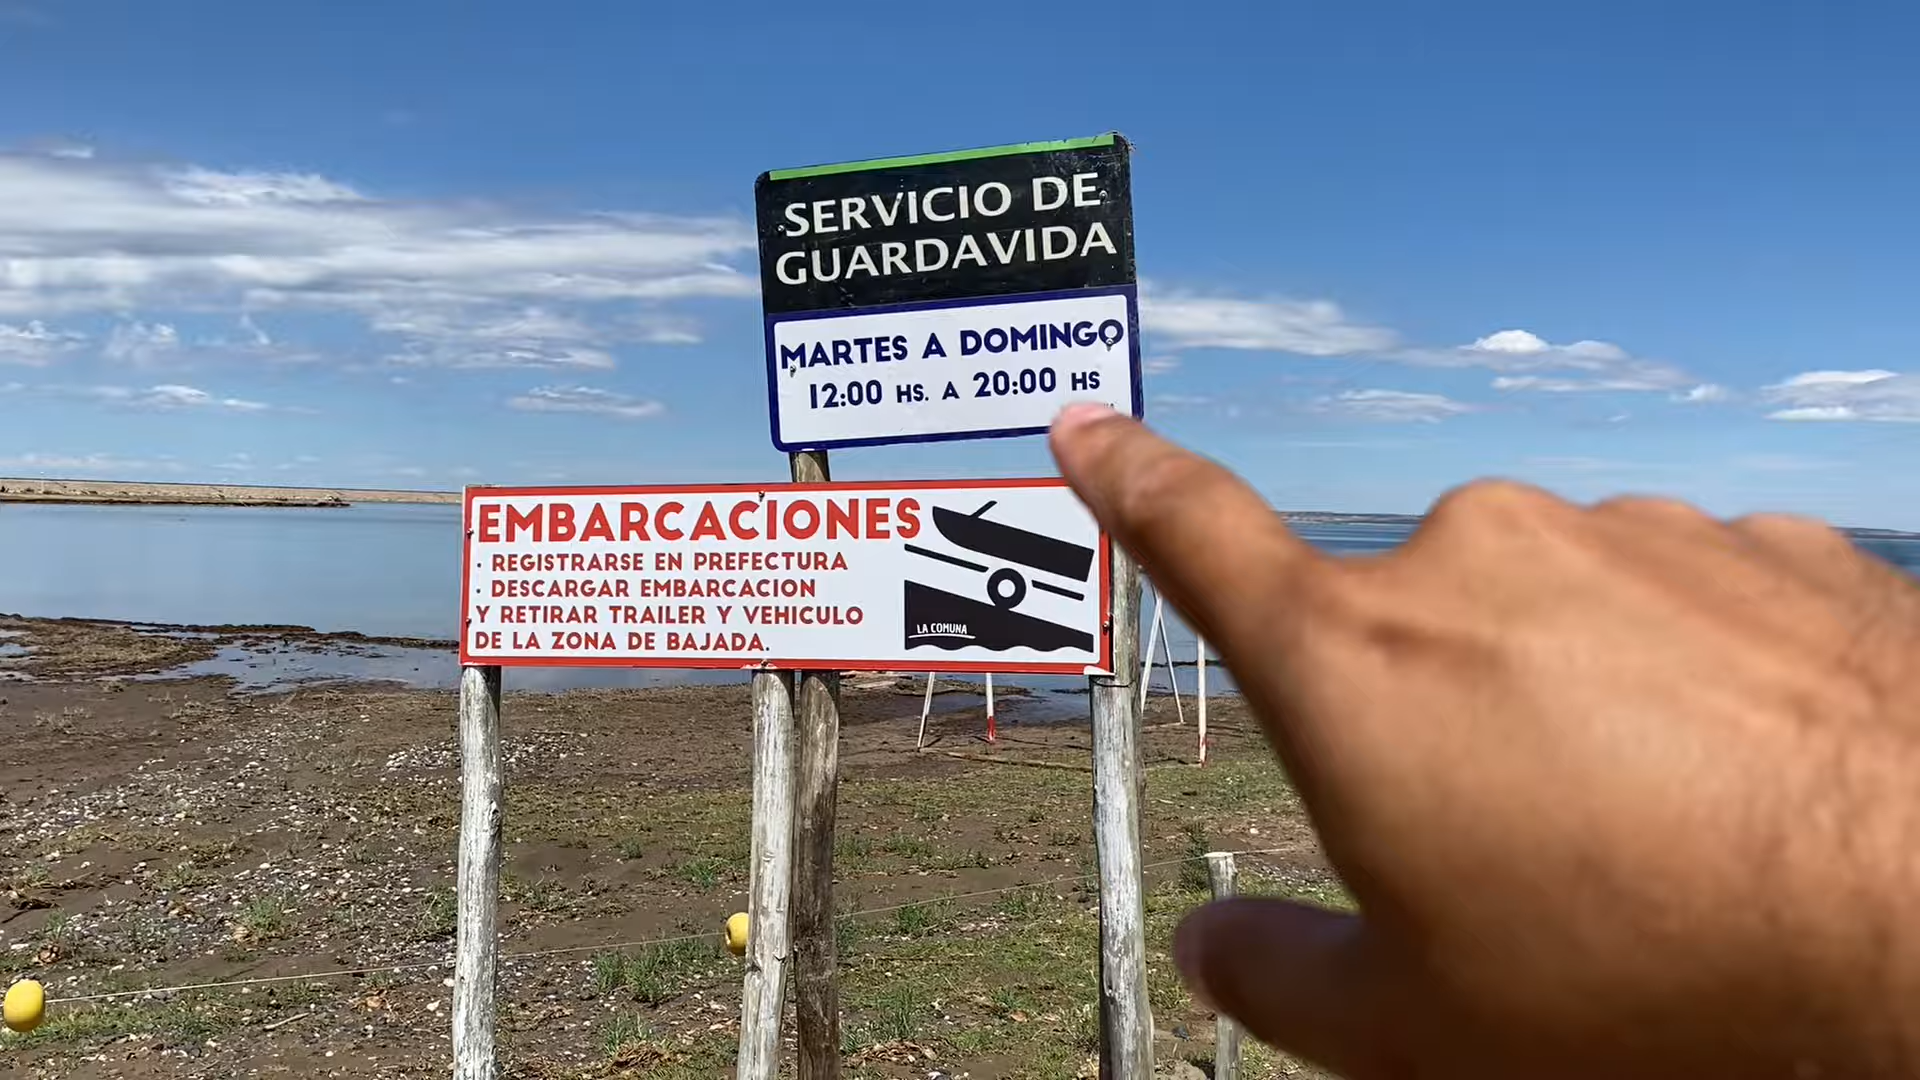 SERVICIO DE
GUARDAVIDA
MARTES A DOMINGO
12:00 HS. A 20:00 HS
EMBARCACIONES
· REGISTRARSE EN PREFECTURA
· DESCARGAR EMBARCACION
Y RETIRAR TRAILER Y VEHICULO
DE LA ZONA DE BAJADA.
LA COMUNA